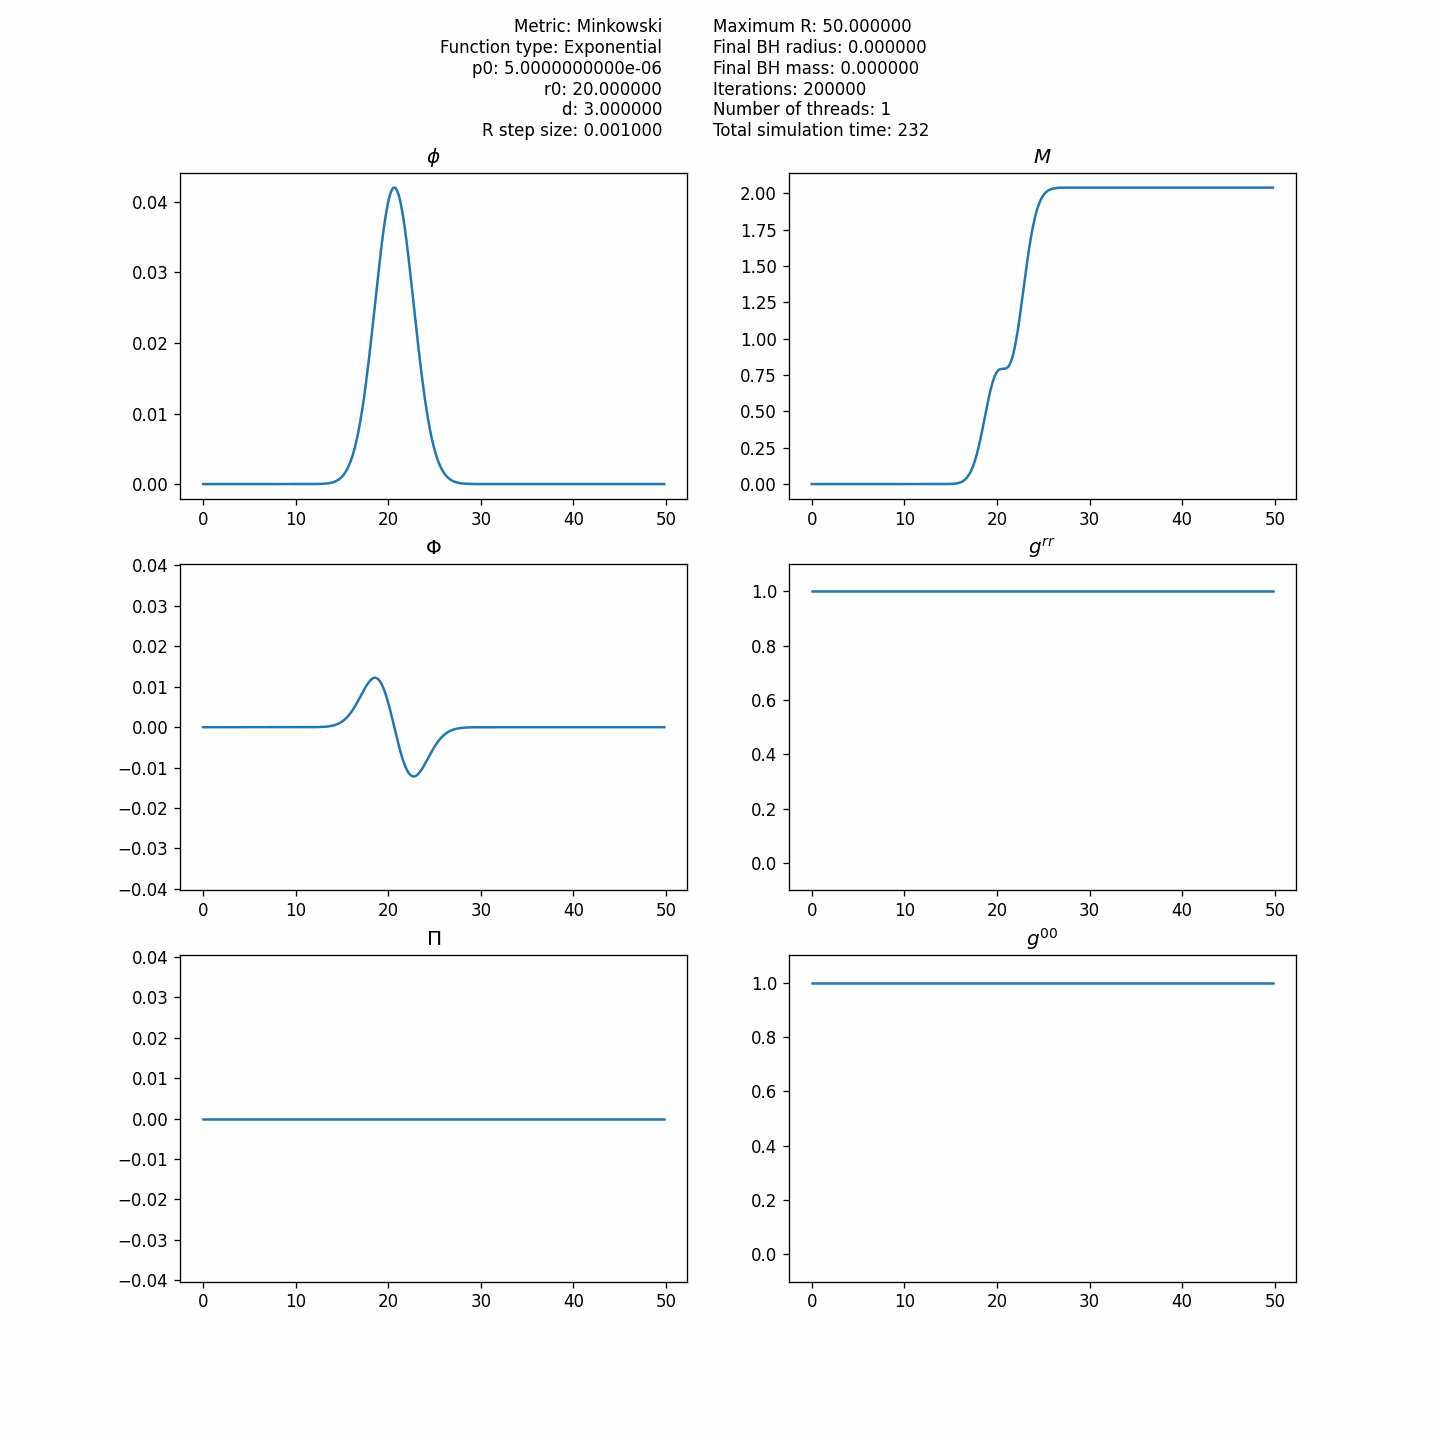 Metric: Minkowski
Function type: Exponential
p0: 5.0000000000e-06
r0: 20.000000
d: 3.000000
R step size: 0.001000
Maximum R: 50.000000
Final BH radius: 0.000000
Final BH mass: 0.000000
Iterations: 200000
Number of threads: 1
Total simulation time: 232
ϕ
0.04
0.03
0.02
0.01
0.00
0 10 20 30 40 50
M
2.00
1.75
1.50
1.25
1.00
0.75
0.50
0.25
0.00
0 10 20 30 40 50
Φ
0.04
0.03
0.02
0.01
0.00
−0.01
−0.02
−0.03
−0.04
0 10 20 30 40 50
g^{rr}
1.0
0.8
0.6
0.4
0.2
0.0
0 10 20 30 40 50
Π
0.04
0.03
0.02
0.01
0.00
−0.01
−0.02
−0.03
−0.04
0 10 20 30 40 50
g^{00}
1.0
0.8
0.6
0.4
0.2
0.0
0 10 20 30 40 50